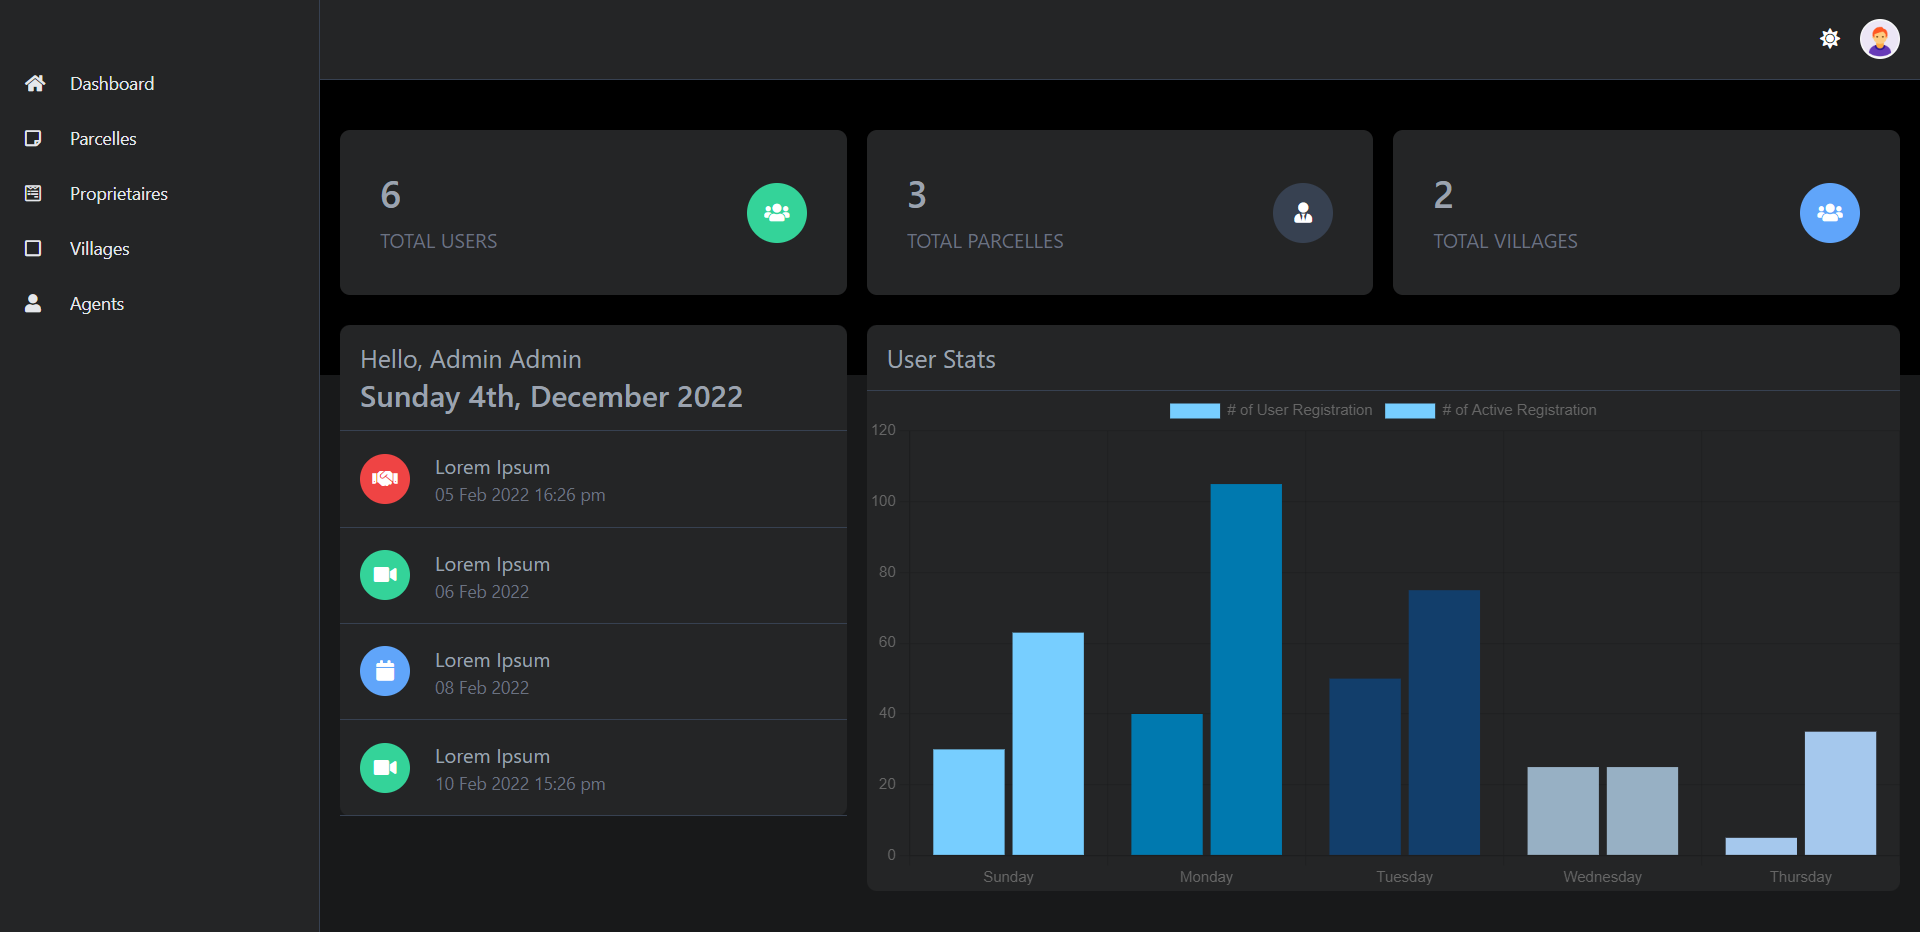 Dashboard
Parcelles
Proprietaires
Villages
Agents
6
TOTAL USERS
3
TOTAL PARCELLES
2
TOTAL VILLAGES
Hello, Admin Admin
Sunday 4th, December 2022
Lorem Ipsum
05 Feb 2022 16:26 pm
Lorem Ipsum
06 Feb 2022
Lorem Ipsum
08 Feb 2022
Lorem Ipsum
10 Feb 2022 15:26 pm
User Stats
# of User Registration # of Active Registration
120
100
80
60
40
20
0
Sunday Monday Tuesday Wednesday Thursday